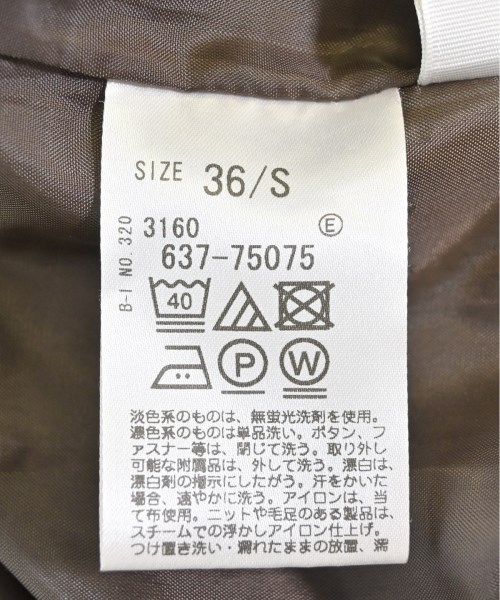 SIZE 36/S
B-I NO.320
3160 E
637-75075
40
P W
淡色系のものは、無蛍光洗剤を使用。
濃色系のものは単品洗い。ボタン、フ
ァスナー等は、閉じて洗う。取り外し
可能な附属品は、外して洗う。漂白は、
漂白剤の指示にしたがう。汗をかいた
場合、速やかに洗う。アイロンは、当
て布使用。ニットや毛足のある製品は、
スチームでの浮かしアイロン仕上げ。
つけ置き洗い・濡れたままの放置、濡